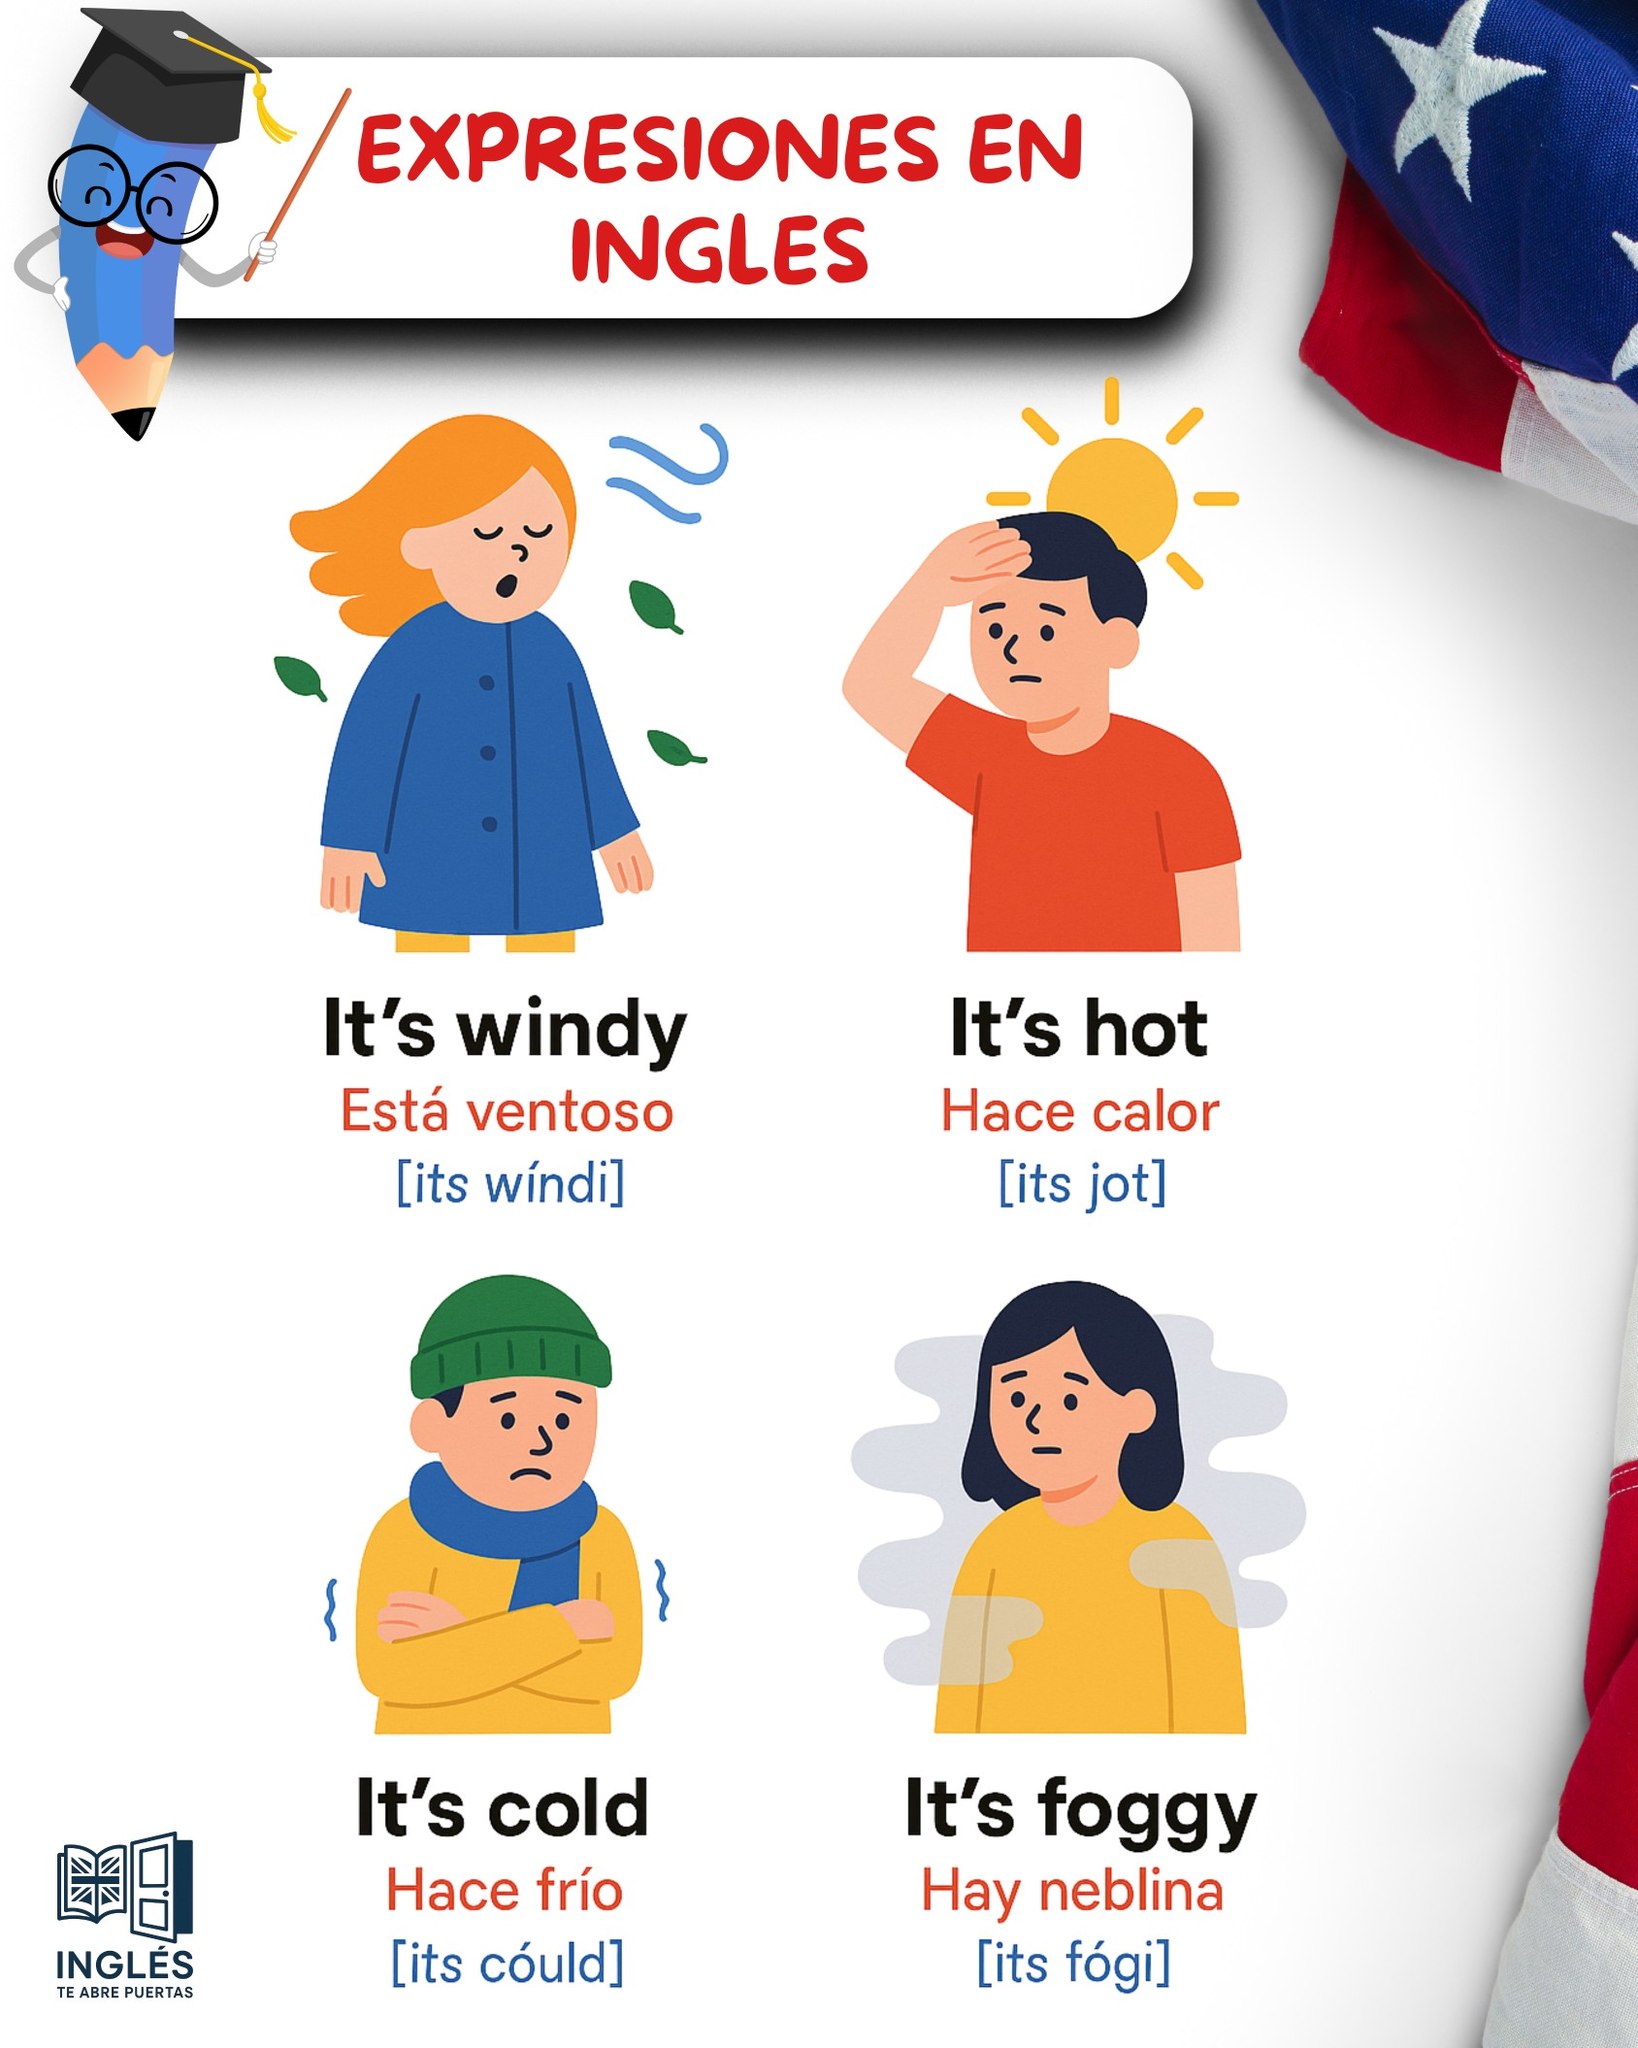 EXPRESIONES EN
INGLES
It's windy
Está ventoso
[its wíndi]
It's hot
Hace calor
[its jot]
It's cold
Hace frío
[its cóuld]
It's foggy
Hay neblina
[its fógi]
INGLÉS
TE ABRE PUERTAS